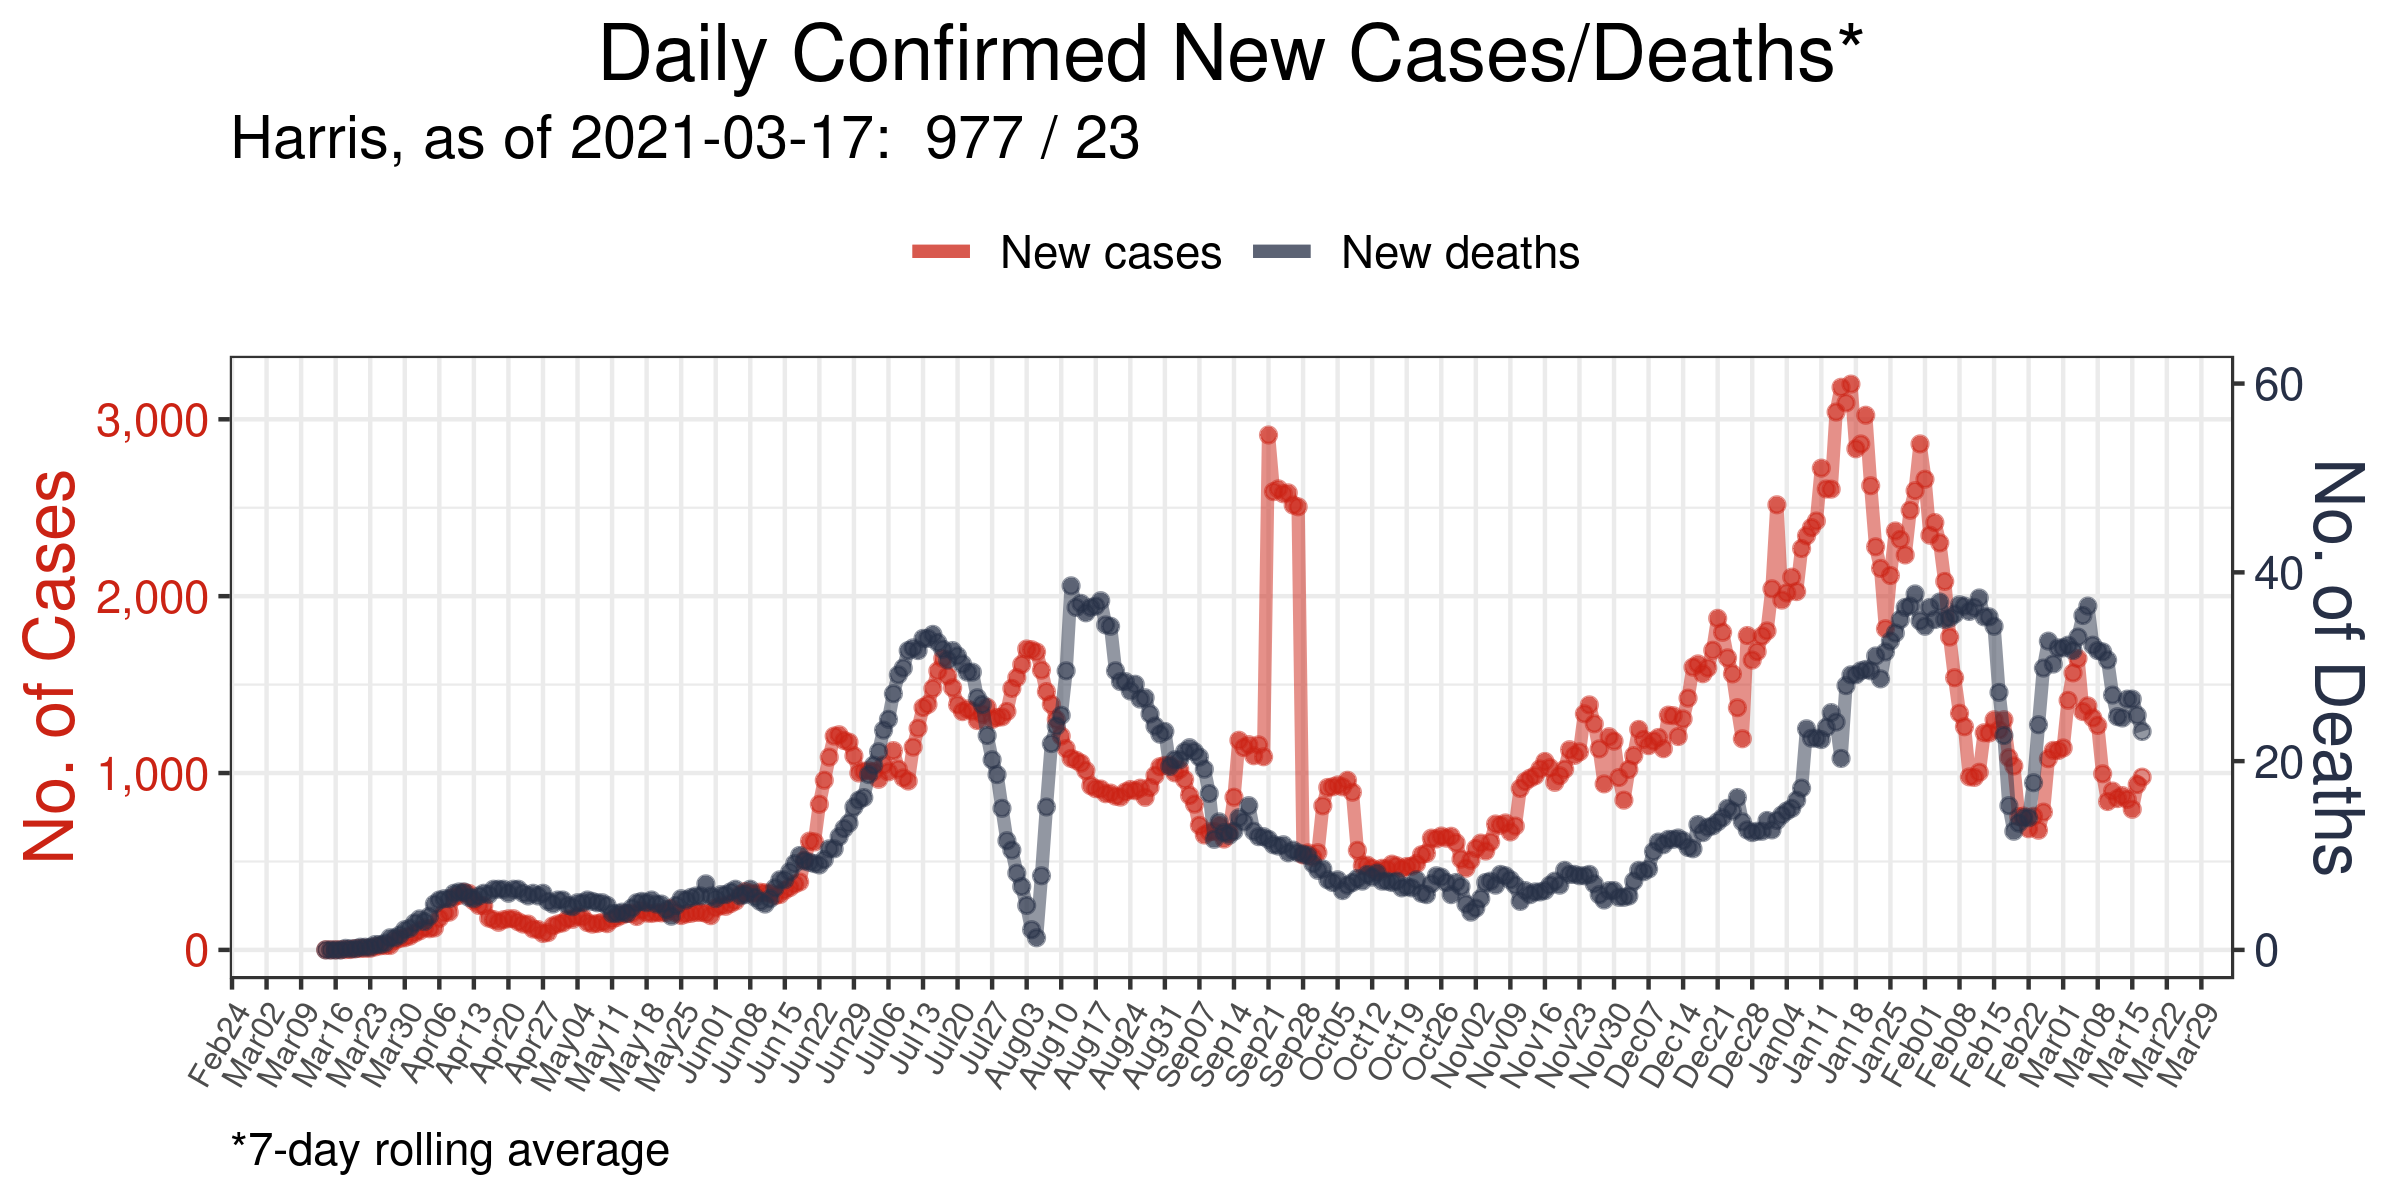 Daily Confirmed New Cases/Deaths*
Harris, as of 2021-03-17:  977 / 23
New cases New deaths
No. of Cases
3,000
2,000
1,000
0
60
40
20
0
No. of Deaths
Feb24 Mar02 Mar09 Mar16 Mar23 Mar30 Apr06 Apr13 Apr20 Apr27 May04 May11 May18 May25 Jun01 Jun08 Jun15 Jun22 Jun29 Jul06 Jul13 Jul20 Jul27 Aug03 Aug10 Aug17 Aug24 Aug31 Sep07 Sep14 Sep21 Sep28 Oct05 Oct12 Oct19 Oct26 Nov02 Nov09 Nov16 Nov23 Nov30 Dec07 Dec14 Dec21 Dec28 Jan04 Jan11 Jan18 Jan25 Feb01 Feb08 Feb15 Feb22 Mar01 Mar08 Mar15 Mar22 Mar29
*7-day rolling average